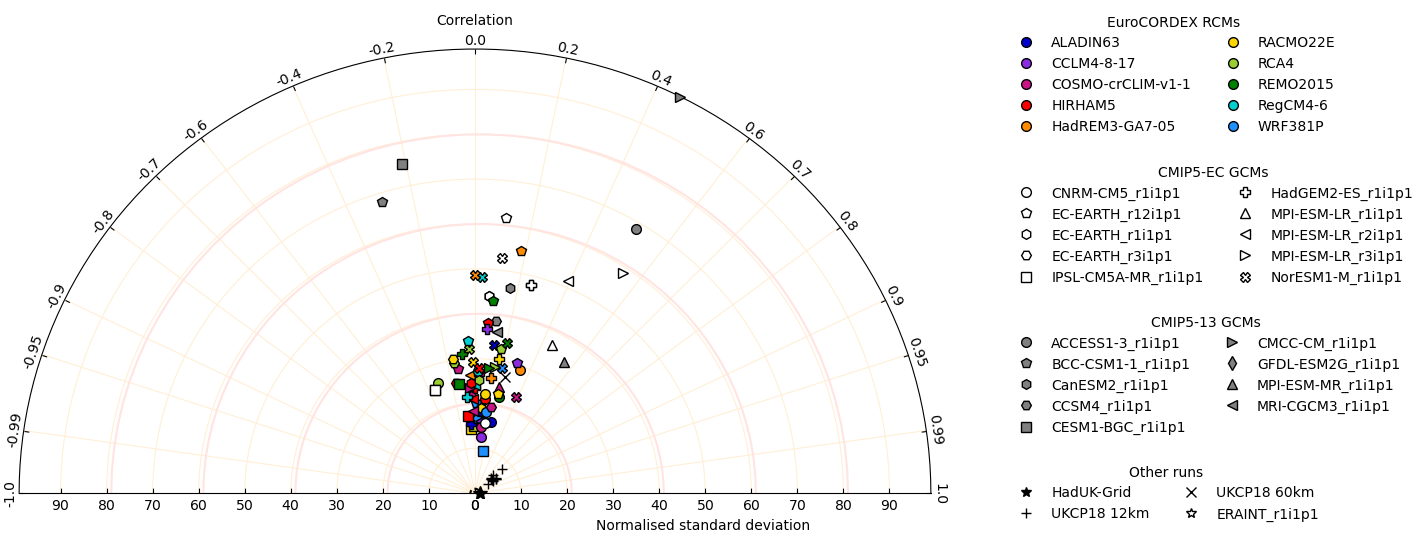 Correlation
-1.0
-0.99
-0.95
-0.9
-0.8
-0.7
-0.6
-0.4
-0.2
0.0
0.2
0.4
0.6
0.7
0.8
0.9
0.95
0.99
1.0
90 80 70 60 50 40 30 20 10 0 10 20 30 40 50 60 70 80 90
Normalised standard deviation
EuroCORDEX RCMs
ALADIN63 RACMO22E
CCLM4-8-17 RCA4
COSMO-crCLIM-v1-1 REMO2015
HIRHAM5 RegCM4-6
HadREM3-GA7-05 WRF381P
CMIP5-EC GCMs
CNRM-CM5_r1i1p1 HadGEM2-ES_r1i1p1
EC-EARTH_r12i1p1 MPI-ESM-LR_r1i1p1
EC-EARTH_r1i1p1 MPI-ESM-LR_r2i1p1
EC-EARTH_r3i1p1 MPI-ESM-LR_r3i1p1
IPSL-CM5A-MR_r1i1p1 NorESM1-M_r1i1p1
CMIP5-13 GCMs
ACCESS1-3_r1i1p1 CMCC-CM_r1i1p1
BCC-CSM1-1_r1i1p1 GFDL-ESM2G_r1i1p1
CanESM2_r1i1p1 MPI-ESM-MR_r1i1p1
CCSM4_r1i1p1 MRI-CGCM3_r1i1p1
CESM1-BGC_r1i1p1
Other runs
HadUK-Grid UKCP18 60km
UKCP18 12km ERAINT_r1i1p1